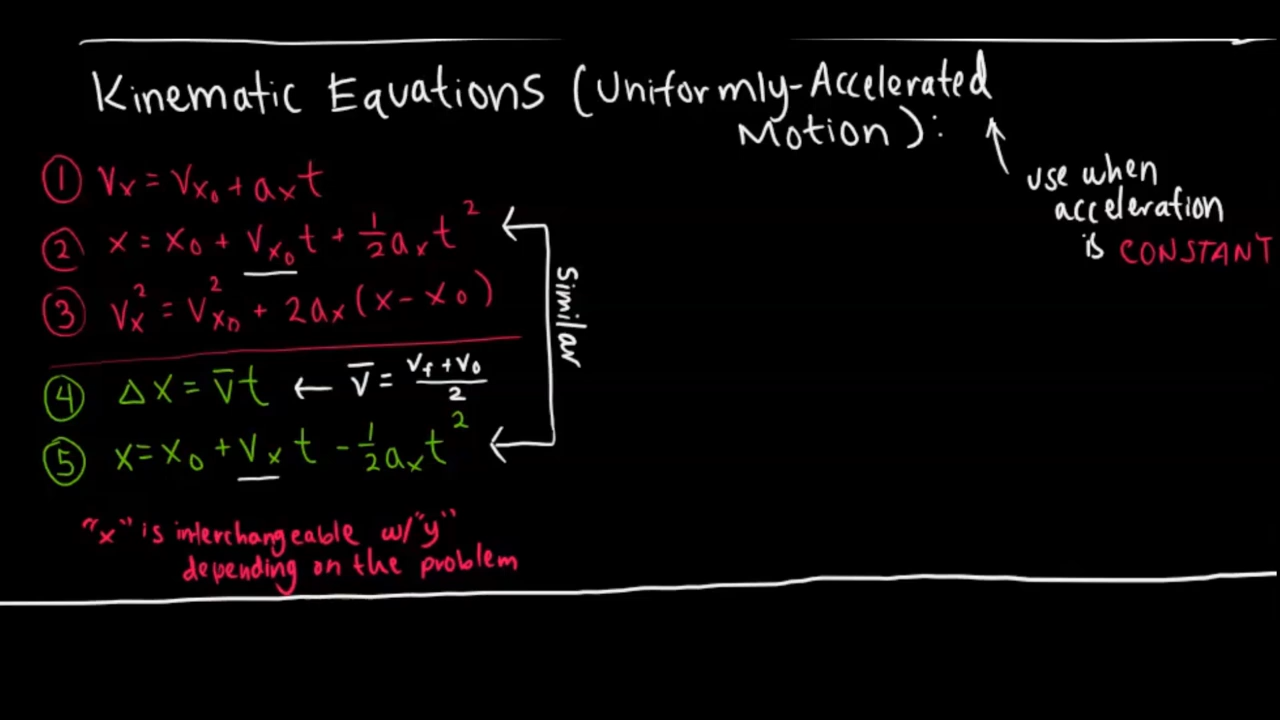 Kinematic Equations (Uniformly-Accelerated
Motion):
use when
acceleration
is CONSTANT
① Vx = Vx₀ + axt
② x = x₀ + Vx₀t + ½axt²
③ Vx² = Vx₀² + 2ax(x - x₀)
④ Δx = v̄t ← v̄ = (Vf + V₀)/2
⑤ x = x₀ + Vxt - ½axt²
Similar
"x" is interchangeable w/ "y"
depending on the problem